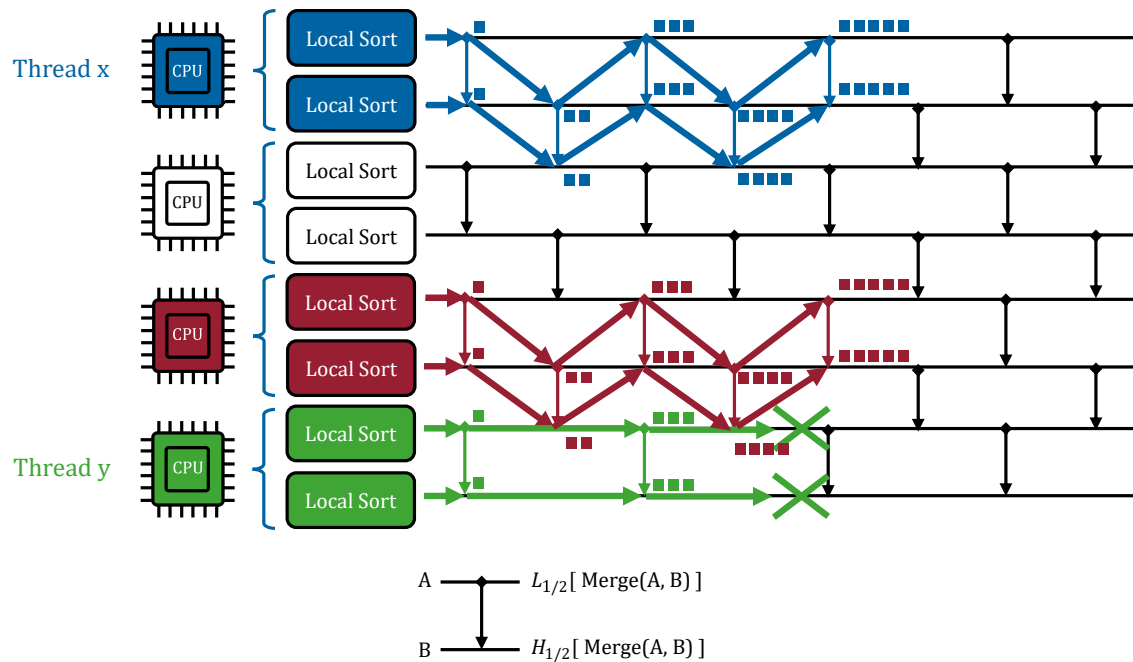 Local Sort
Thread x
CPU
Local Sort
Local Sort
CPU
Local Sort
Local Sort
CPU
Local Sort
Local Sort
Thread y
CPU
Local Sort
A L1/2[ Merge(A, B) ]
B H1/2[ Merge(A, B) ]